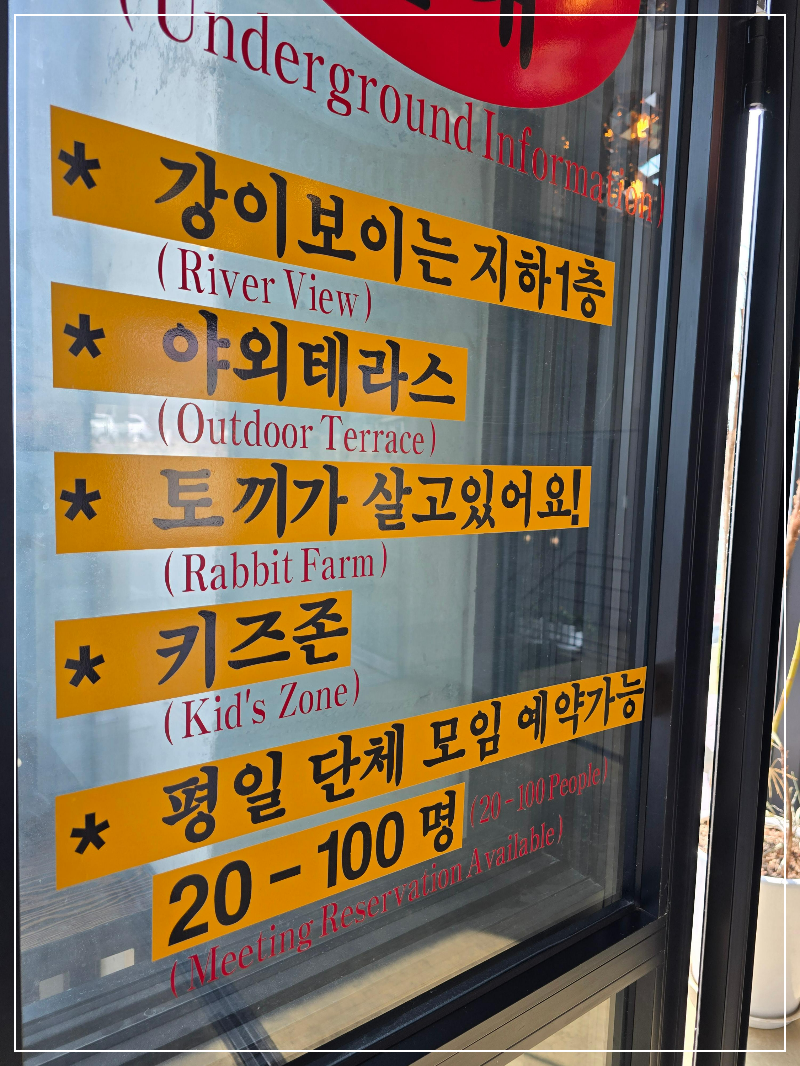 (Underground Information)
* 강이보이는 지하1층
(River View)
* 야외테라스
(Outdoor Terrace)
* 토끼가 살고있어요!
(Rabbit Farm)
* 키즈존
(Kid's Zone)
* 평일 단체 모임 예약가능
20-100 명 (20-100 People)
(Meeting Reservation Available)